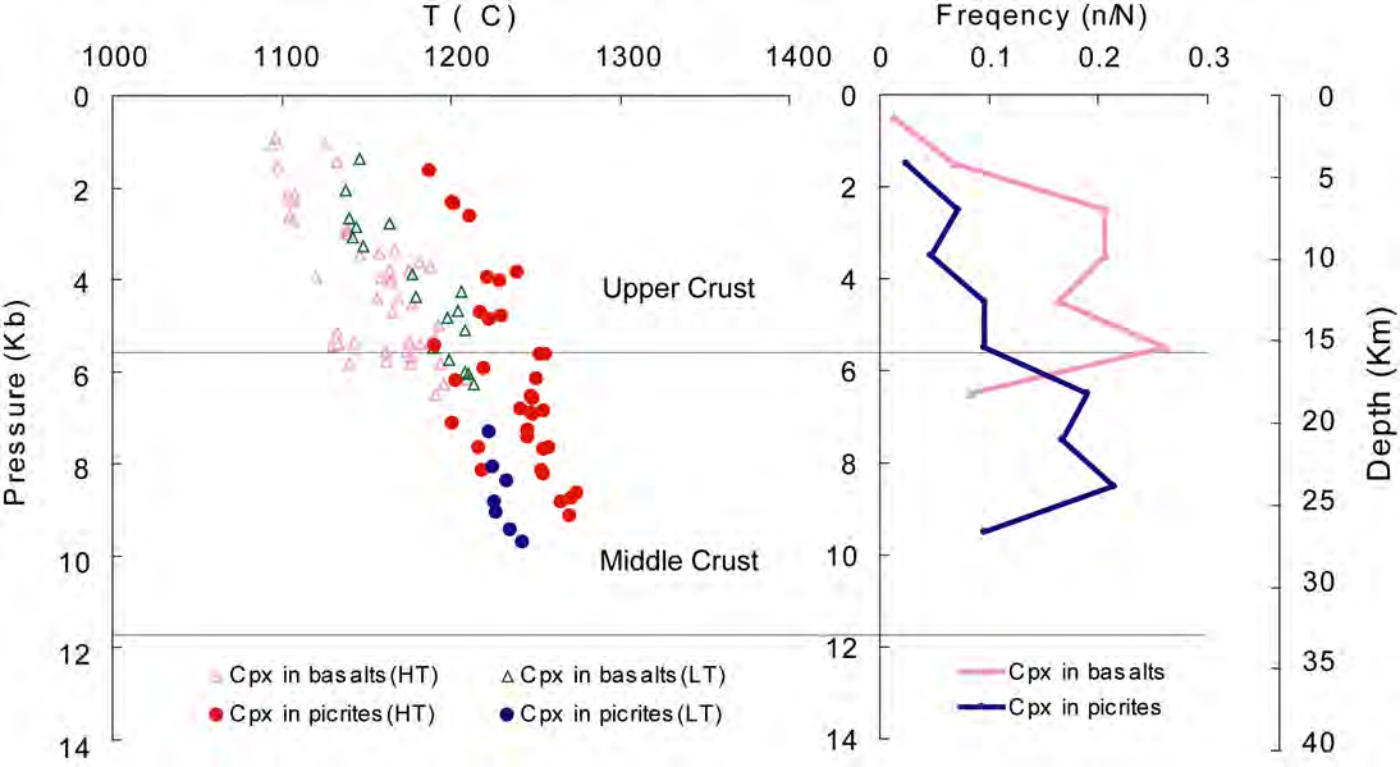 T ( C)
Freqency (n/N)
1000 1100 1200 1300 1400
0 0.1 0.2 0.3
0
2
4
6
8
10
12
14
Pressure (Kb)
Upper Crust
Middle Crust
Cpx in basalts(HT)
Cpx in basalts(LT)
Cpx in picrites(HT)
Cpx in picrites(LT)
0
2
4
6
8
10
12
14
Cpx in basalts
Cpx in picrites
0
5
10
15
20
25
30
35
40
Depth (Km)